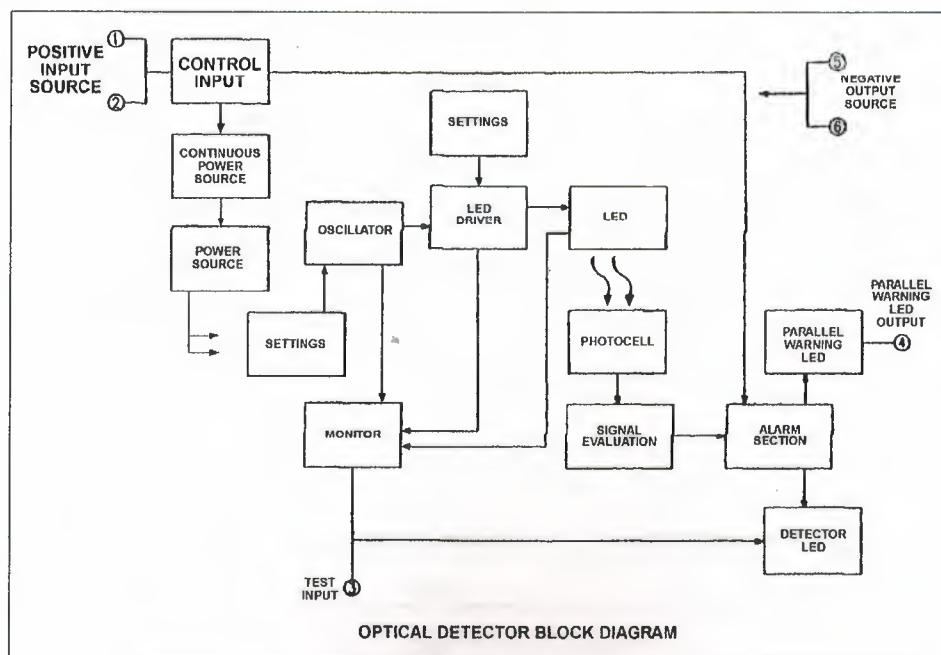 ①
POSITIVE
INPUT
SOURCE
②
CONTROL
INPUT
⑤
NEGATIVE
OUTPUT
SOURCE
⑥
SETTINGS
CONTINUOUS
POWER
SOURCE
LED
DRIVER
LED
OSCILLATOR
POWER
SOURCE
SETTINGS
PHOTOCELL
PARALLEL
WARNING
LED
PARALLEL
WARNING
LED
OUTPUT
④
MONITOR
SIGNAL
EVALUATION
ALARM
SECTION
DETECTOR
LED
TEST
INPUT
③
OPTICAL DETECTOR BLOCK DIAGRAM